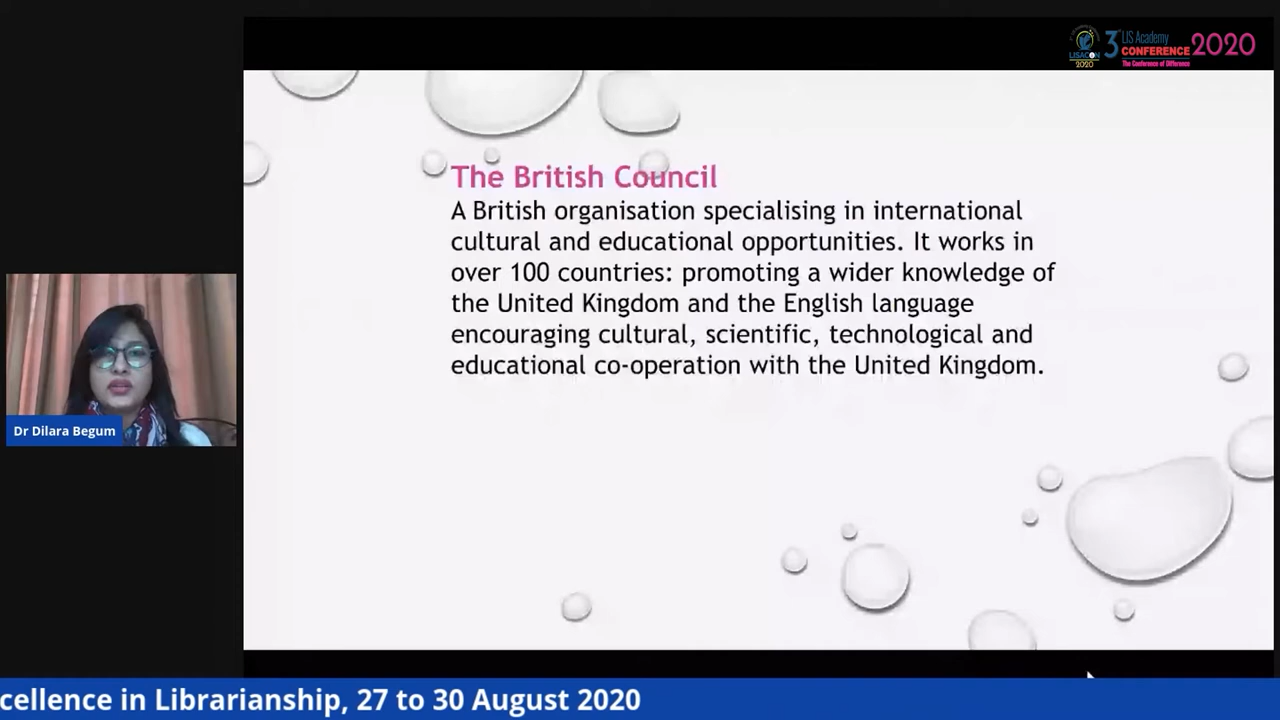 LISACON
2020
3rd LIS Academy
CONFERENCE 2020
The Conference of Difference
The British Council
A British organisation specialising in international
cultural and educational opportunities. It works in
over 100 countries: promoting a wider knowledge of
the United Kingdom and the English language
encouraging cultural, scientific, technological and
educational co-operation with the United Kingdom.
Dr Dilara Begum
cellence in Librarianship, 27 to 30 August 2020